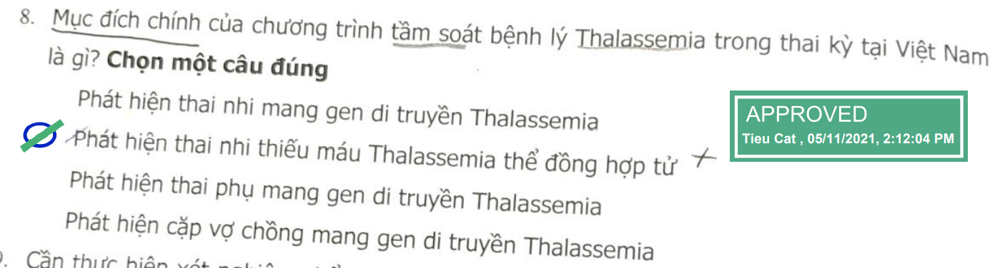 8. Mục đích chính của chương trình tầm soát bệnh lý Thalassemia trong thai kỳ tại Việt Nam
là gì? Chọn một câu đúng
Phát hiện thai nhi mang gen di truyền Thalassemia
Phát hiện thai nhi thiếu máu Thalassemia thể đồng hợp tử +
Phát hiện thai phụ mang gen di truyền Thalassemia
Phát hiện cặp vợ chồng mang gen di truyền Thalassemia
APPROVED
Tieu Cat , 05/11/2021, 2:12:04 PM
Cần thực hiện xét